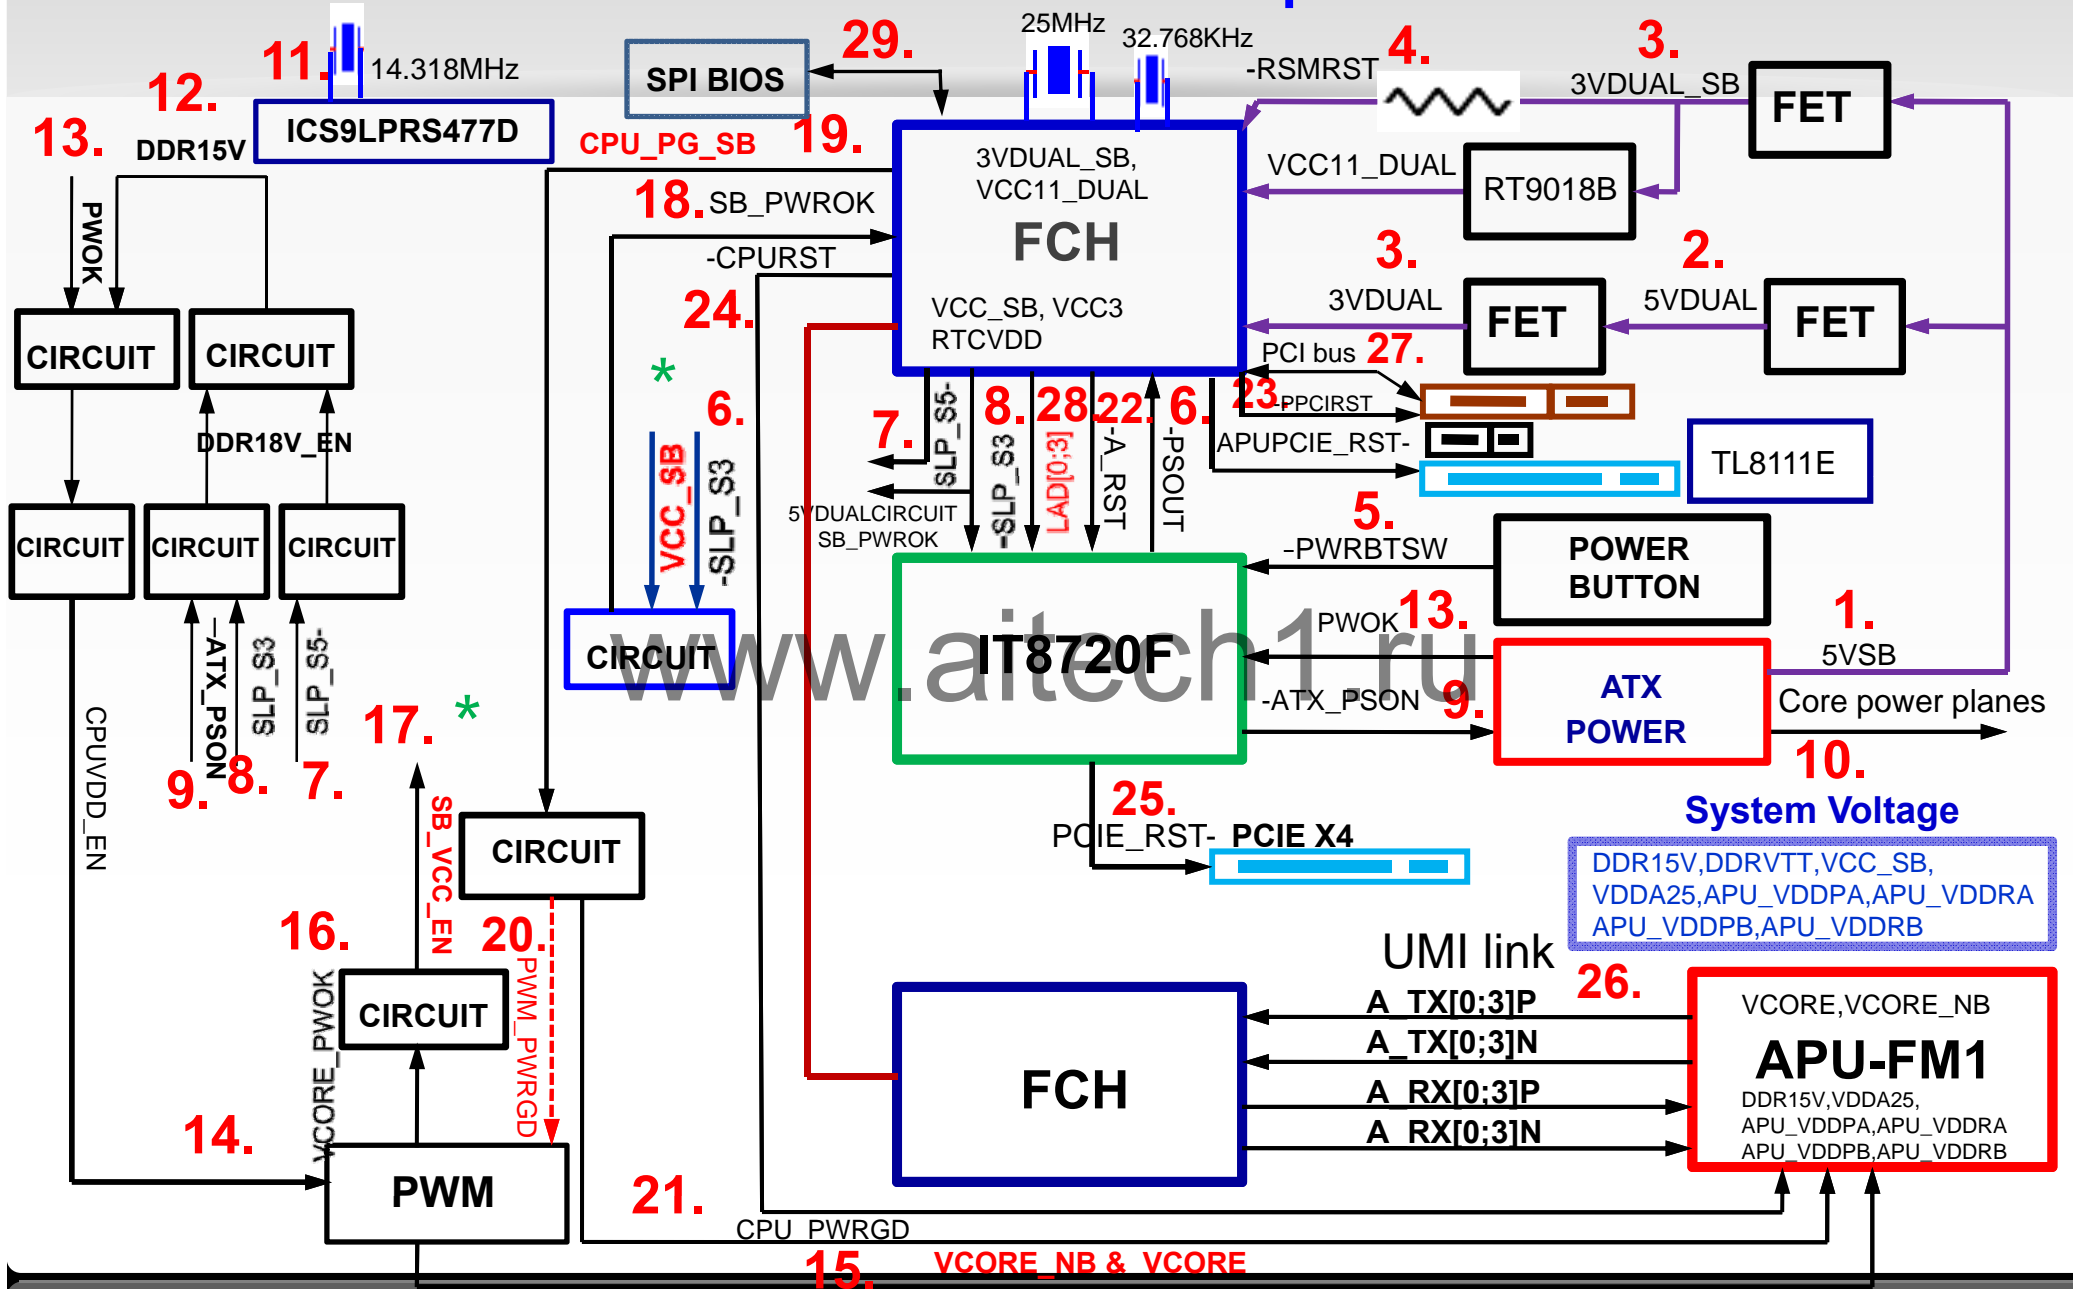 25MHz
32.768KHz
11.
14.318MHz
29.
SPI BIOS
-RSMRST
4.
3.
3VDUAL_SB
FET
12.
ICS9LPRS477D
13.
DDR15V
CPU_PG_SB
19.
3VDUAL_SB,
VCC11_DUAL
FCH
VCC_SB, VCC3
RTCVDD
VCC11_DUAL
RT9018B
18.
SB_PWROK
-CPURST
24.
PWOK
3.
3VDUAL
FET
2.
5VDUAL
FET
CIRCUIT
CIRCUIT
*
6.
PCI bus
27.
23.
-PPCIRST
7.
SLP_S5-
8.
-SLP_S3
28.
LAD[0;3]
22.
-A_RST
6.
-PSOUT
APUPCIE_RST-
TL8111E
DDR18V_EN
VCC_SB
-SLP_S3
5VDUALCIRCUIT
SB_PWROK
5.
-PWRBTSW
POWER
BUTTON
CIRCUIT
CIRCUIT
CIRCUIT
CIRCUIT
IT8720F
www.aitech1.ru
PWOK
13.
-ATX_PSON
9.
ATX
POWER
1.
5VSB
Core power planes
10.
-ATX_PSON
SLP_S3
SLP_S5-
9.
8.
7.
17.
*
CPUVDD_EN
SB_VCC_EN
CIRCUIT
25.
PCIE_RST-
PCIE X4
System Voltage
DDR15V,DDRVTT,VCC_SB,
VDDA25,APU_VDDPA,APU_VDDRA
APU_VDDPB,APU_VDDRB
16.
VCORE_PWOK
CIRCUIT
20.
PWM_PWRGD
UMI link
26.
FCH
A_TX[0;3]P
A_TX[0;3]N
A_RX[0;3]P
A_RX[0;3]N
VCORE,VCORE_NB
APU-FM1
DDR15V,VDDA25,
APU_VDDPA,APU_VDDRA
APU_VDDPB,APU_VDDRB
14.
PWM
21.
CPU_PWRGD
15.
VCORE_NB & VCORE